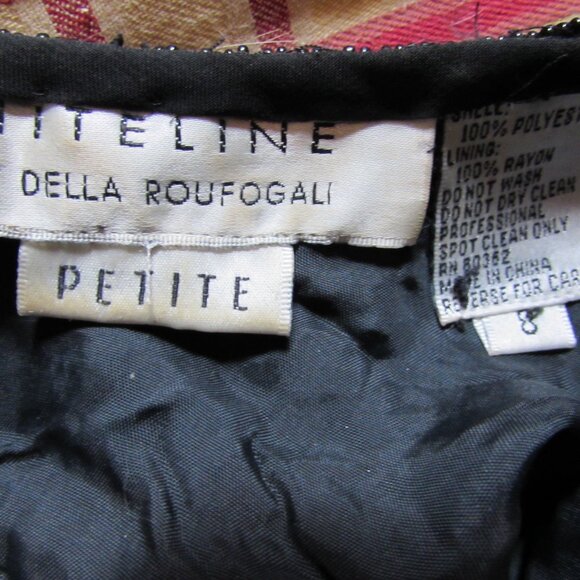 ITELINE
DELLA ROUFOGALI
PETITE
SHELL:
100% POLYES
LINING:
100% RAYON
DO NOT WASH
DO NOT DRY CLEAN
PROFESSIONAL
SPOT CLEAN ONLY
RN 80362
MADE IN CHINA
REVERSE FOR CAR
8